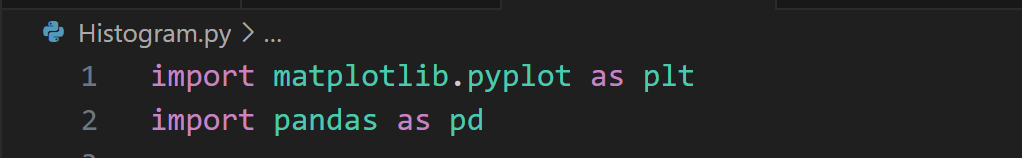 Histogram.py > ...
1 import matplotlib.pyplot as plt
2 import pandas as pd